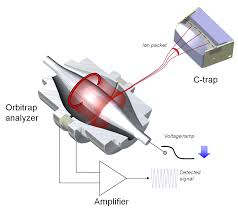 Ion packet
C-trap
Orbitrap
analyzer
Voltage ramp
Detected
signal
Amplifier